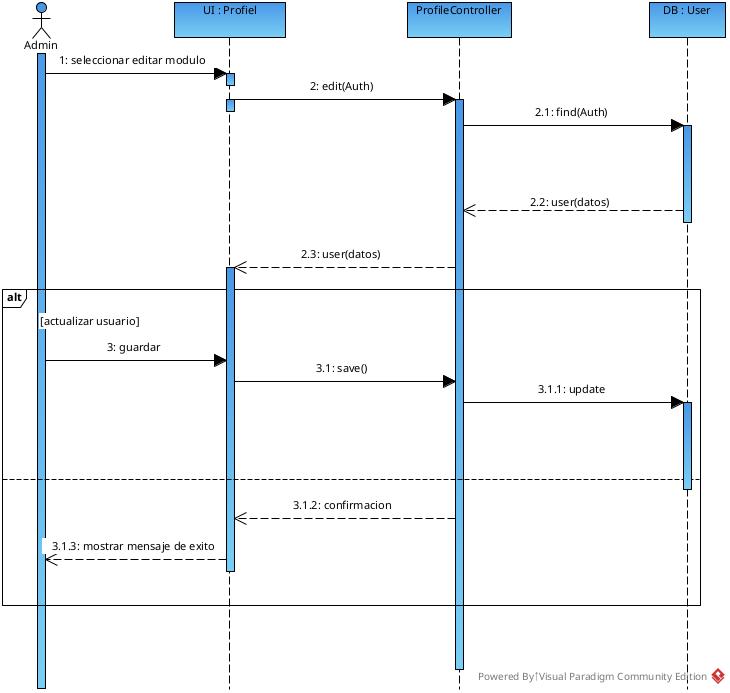 UI : Profiel
ProfileController
DB : User
Admin
1: seleccionar editar modulo
2: edit(Auth)
2.1: find(Auth)
2.2: user(datos)
2.3: user(datos)
alt
[actualizar usuario]
3: guardar
3.1: save()
3.1.1: update
3.1.2: confirmacion
3.1.3: mostrar mensaje de exito
Powered By Visual Paradigm Community Edition